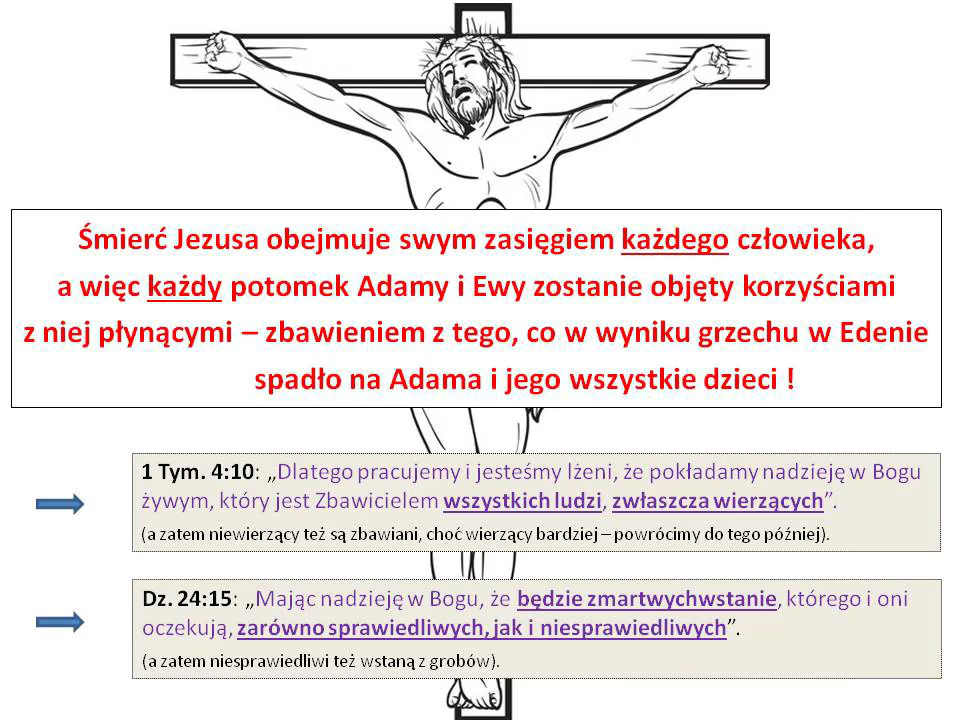 Śmierć Jezusa obejmuje swym zasięgiem każdego człowieka,
a więc każdy potomek Adamy i Ewy zostanie objęty korzyściami
z niej płynącymi – zbawieniem z tego, co w wyniku grzechu w Edenie
spadło na Adama i jego wszystkie dzieci !
1 Tym. 4:10: „Dlatego pracujemy i jesteśmy lżeni, że pokładamy nadzieję w Bogu
żywym, który jest Zbawicielem wszystkich ludzi, zwłaszcza wierzących”.
(a zatem niewierzący też są zbawiani, choć wierzący bardziej – powrócimy do tego później).
Dz. 24:15: „Mając nadzieję w Bogu, że będzie zmartwychwstanie, którego i oni
oczekują, zarówno sprawiedliwych, jak i niesprawiedliwych”.
(a zatem niesprawiedliwi też wstaną z grobów).